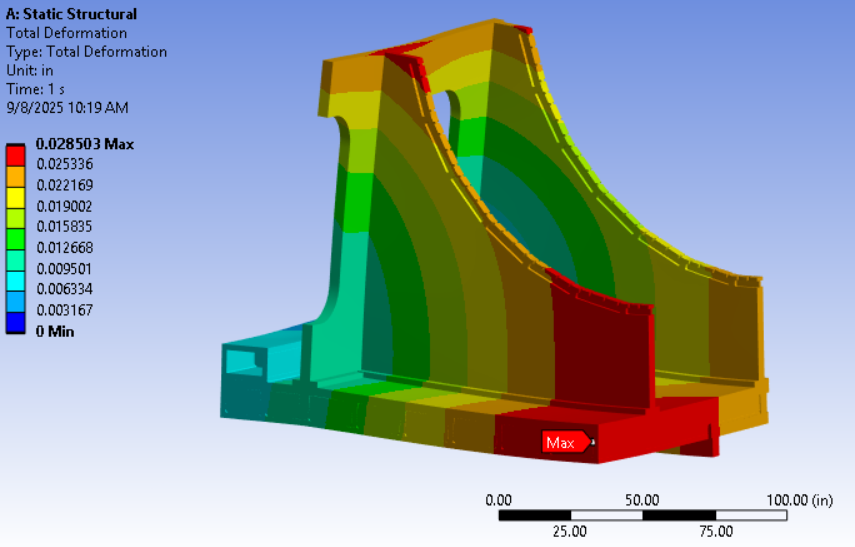 A: Static Structural
Total Deformation
Type: Total Deformation
Unit: in
Time: 1 s
9/8/2025 10:19 AM
0.028503 Max
0.025336
0.022169
0.019002
0.015835
0.012668
0.009501
0.006334
0.003167
0 Min
Max
0.00 50.00 100.00 (in)
25.00 75.00